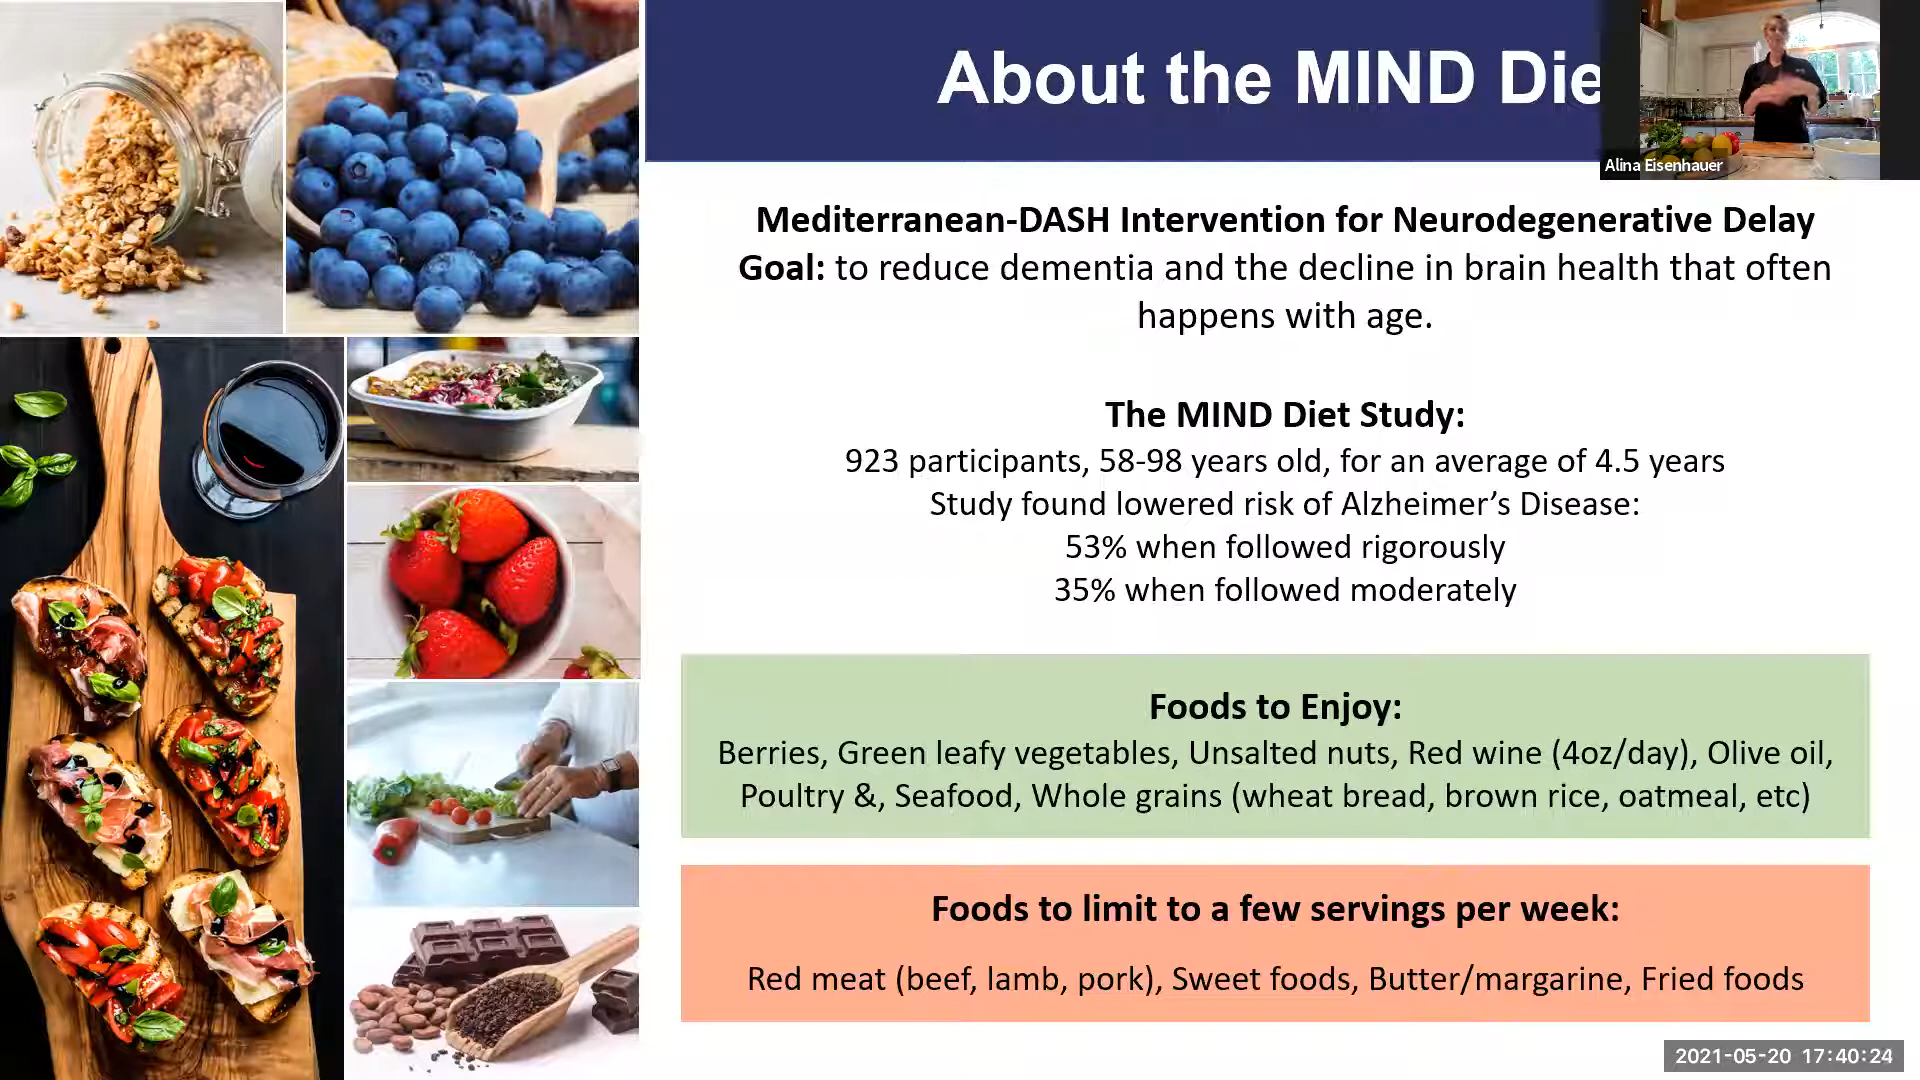 About the MIND Die
Alina Eisenhauer
Mediterranean-DASH Intervention for Neurodegenerative Delay
Goal: to reduce dementia and the decline in brain health that often
happens with age.
The MIND Diet Study:
923 participants, 58-98 years old, for an average of 4.5 years
Study found lowered risk of Alzheimer’s Disease:
53% when followed rigorously
35% when followed moderately
Foods to Enjoy:
Berries, Green leafy vegetables, Unsalted nuts, Red wine (4oz/day), Olive oil,
Poultry &, Seafood, Whole grains (wheat bread, brown rice, oatmeal, etc)
Foods to limit to a few servings per week:
Red meat (beef, lamb, pork), Sweet foods, Butter/margarine, Fried foods
2021-05-20 17:40:24